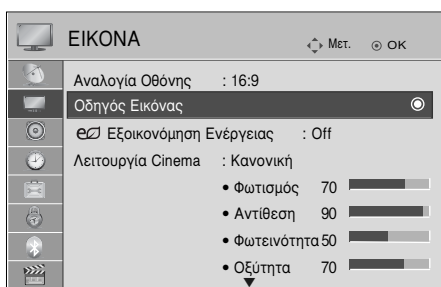 ΕΙΚΟΝΑ
Μετ. OK
Αναλογία Οθόνης : 16:9
Οδηγός Εικόνας
Εξοικονόμηση Ενέργειας : Off
Λειτουργία Cinema : Κανονική
• Φωτισμός 70
• Αντίθεση 90
• Φωτεινότητα 50
• Οξύτητα 70